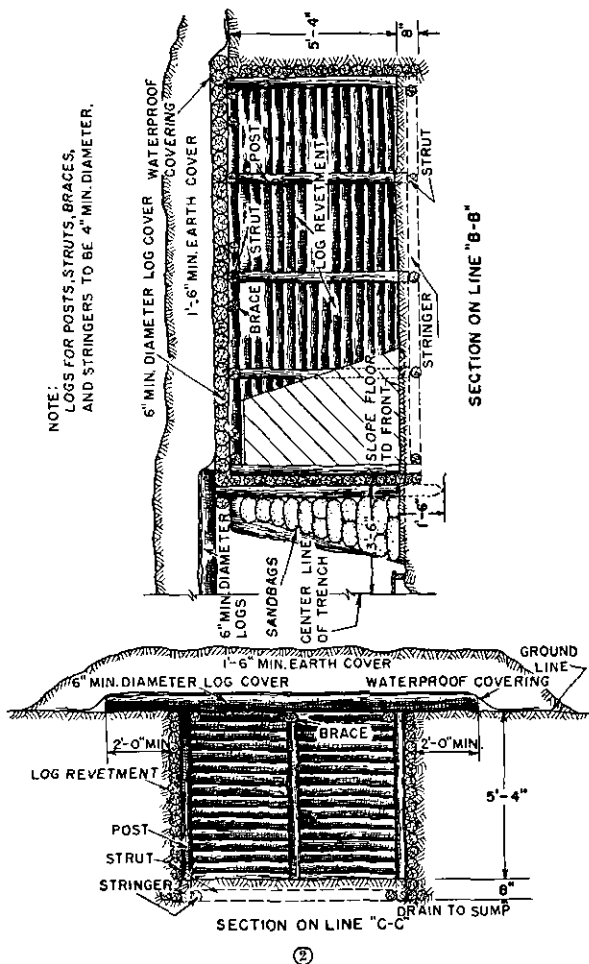 NOTE:
LOGS FOR POSTS, STRUTS, BRACES,
AND STRINGERS TO BE 4" MIN. DIAMETER.
6" MIN. DIAMETER LOG COVER
WATERPROOF
COVERING
1'-6" MIN. EARTH COVER
BRACE
STRUT
POST
LOG REVETMENT
5'-4"
8"
STRUT
STRINGER
SLOPE FLOOR
TO FRONT
6" MIN. DIAMETER
LOGS
SANDBAGS
CENTER LINE
OF TRENCH
3'-6"
1'-6"
SECTION ON LINE "B-B"
1'-6" MIN. EARTH COVER
6" MIN. DIAMETER LOG COVER
WATERPROOF COVERING
GROUND
LINE
BRACE
2'-0" MIN.
2'-0" MIN.
LOG REVETMENT
5'-4"
POST
STRUT
STRINGER
8"
DRAIN TO SUMP
SECTION ON LINE "C-C"
2